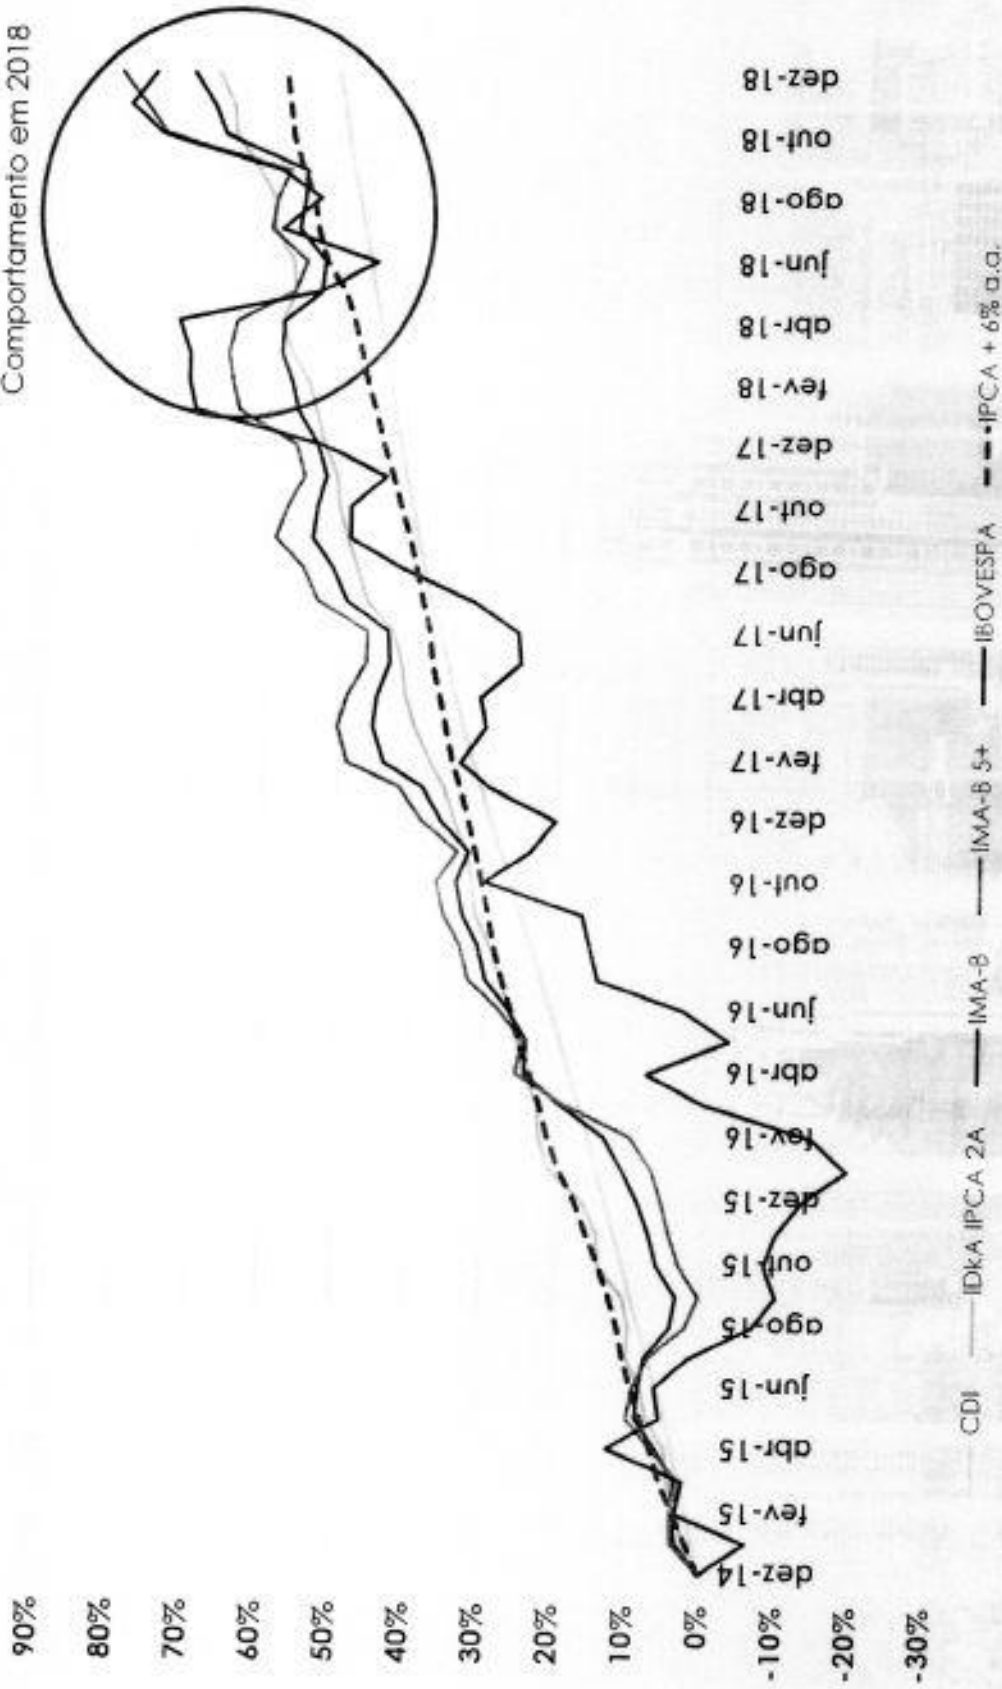 Comportamento em 2018
90%
80%
70%
60%
50%
40%
30%
20%
10%
0%
-10%
-20%
-30%
dez-14
fev-15
abr-15
jun-15
ago-15
out-15
dez-15
fev-16
abr-16
jun-16
ago-16
out-16
dez-16
fev-17
abr-17
jun-17
ago-17
out-17
dez-17
fev-18
abr-18
jun-18
ago-18
out-18
dez-18
CDI IDkA IPCA 2A IMA-B IMA-B 5+ IBOVESPA IPCA + 6% a.a.